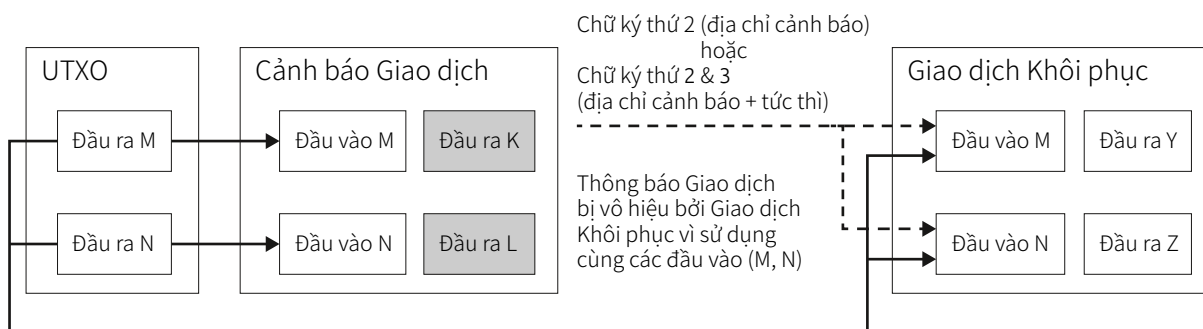 UTXO
Đầu ra M
Đầu ra N
Cảnh báo Giao dịch
Đầu vào M
Đầu ra K
Đầu vào N
Đầu ra L
Chữ ký thứ 2 (địa chỉ cảnh báo)
hoặc
Chữ ký thứ 2 & 3
(địa chỉ cảnh báo + tức thì)
Thông báo Giao dịch
bị vô hiệu bởi Giao dịch
Khôi phục vì sử dụng
cùng các đầu vào (M, N)
Giao dịch Khôi phục
Đầu vào M
Đầu ra Y
Đầu vào N
Đầu ra Z